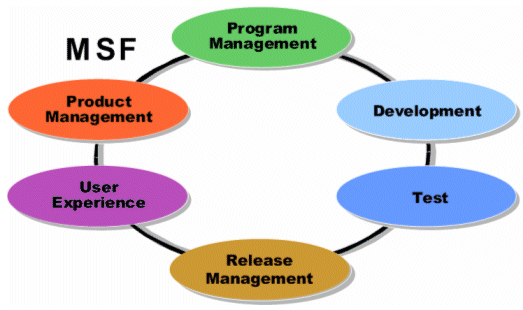 MSF
Program
Management
Product
Management
Development
User
Experience
Test
Release
Management